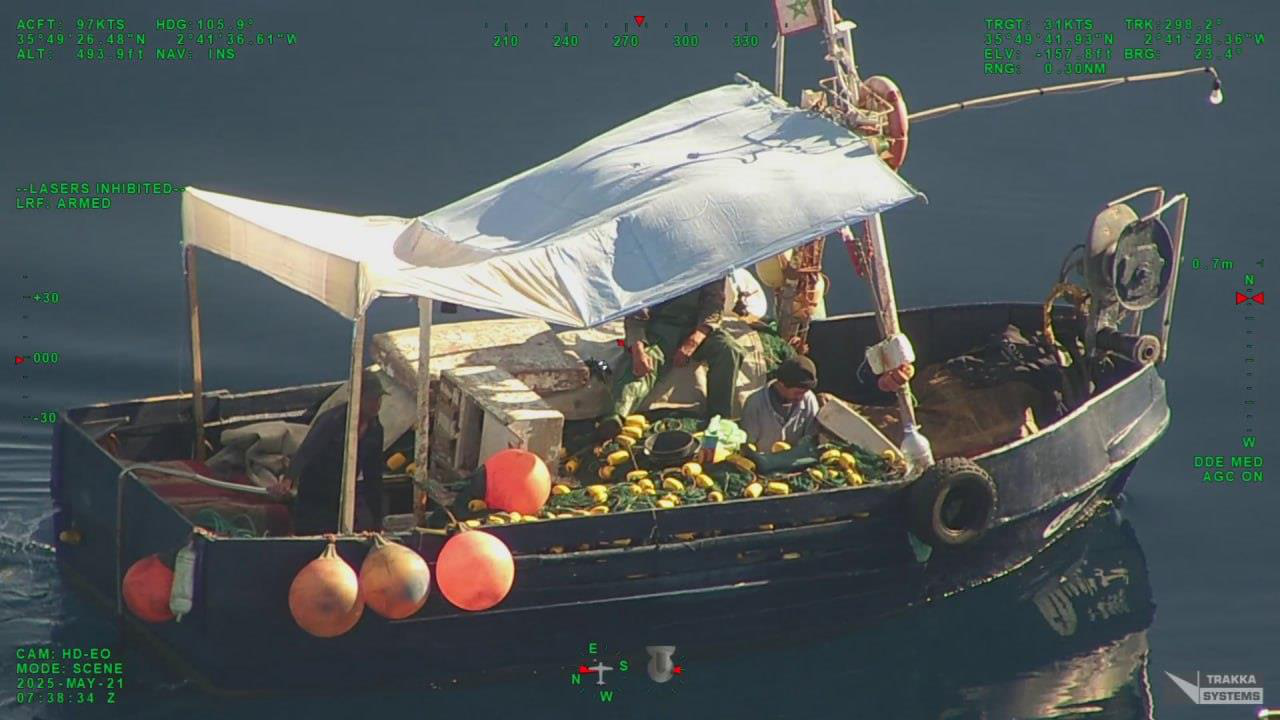 ACFT: 97KTS HDG:105.9°
35°49'26.48"N 2°41'36.61"W
ALT: 493.9ft NAV: INS
210 240 270 300 330
TRGT: 31KTS TRK:298.2°
35°49'41.93"N 2°41'28.36"W
ELV: -157.8ft BRG: 23.4°
RNG: 0.30NM
--LASERS INHIBITED--
LRF: ARMED
+30
000
-30
0.7m
N
W
DDE MED
AGC ON
CAM: HD-EO
MODE: SCENE
2025-MAY-21
07:38:34 Z
E
N S
W
TRAKKA
SYSTEMS